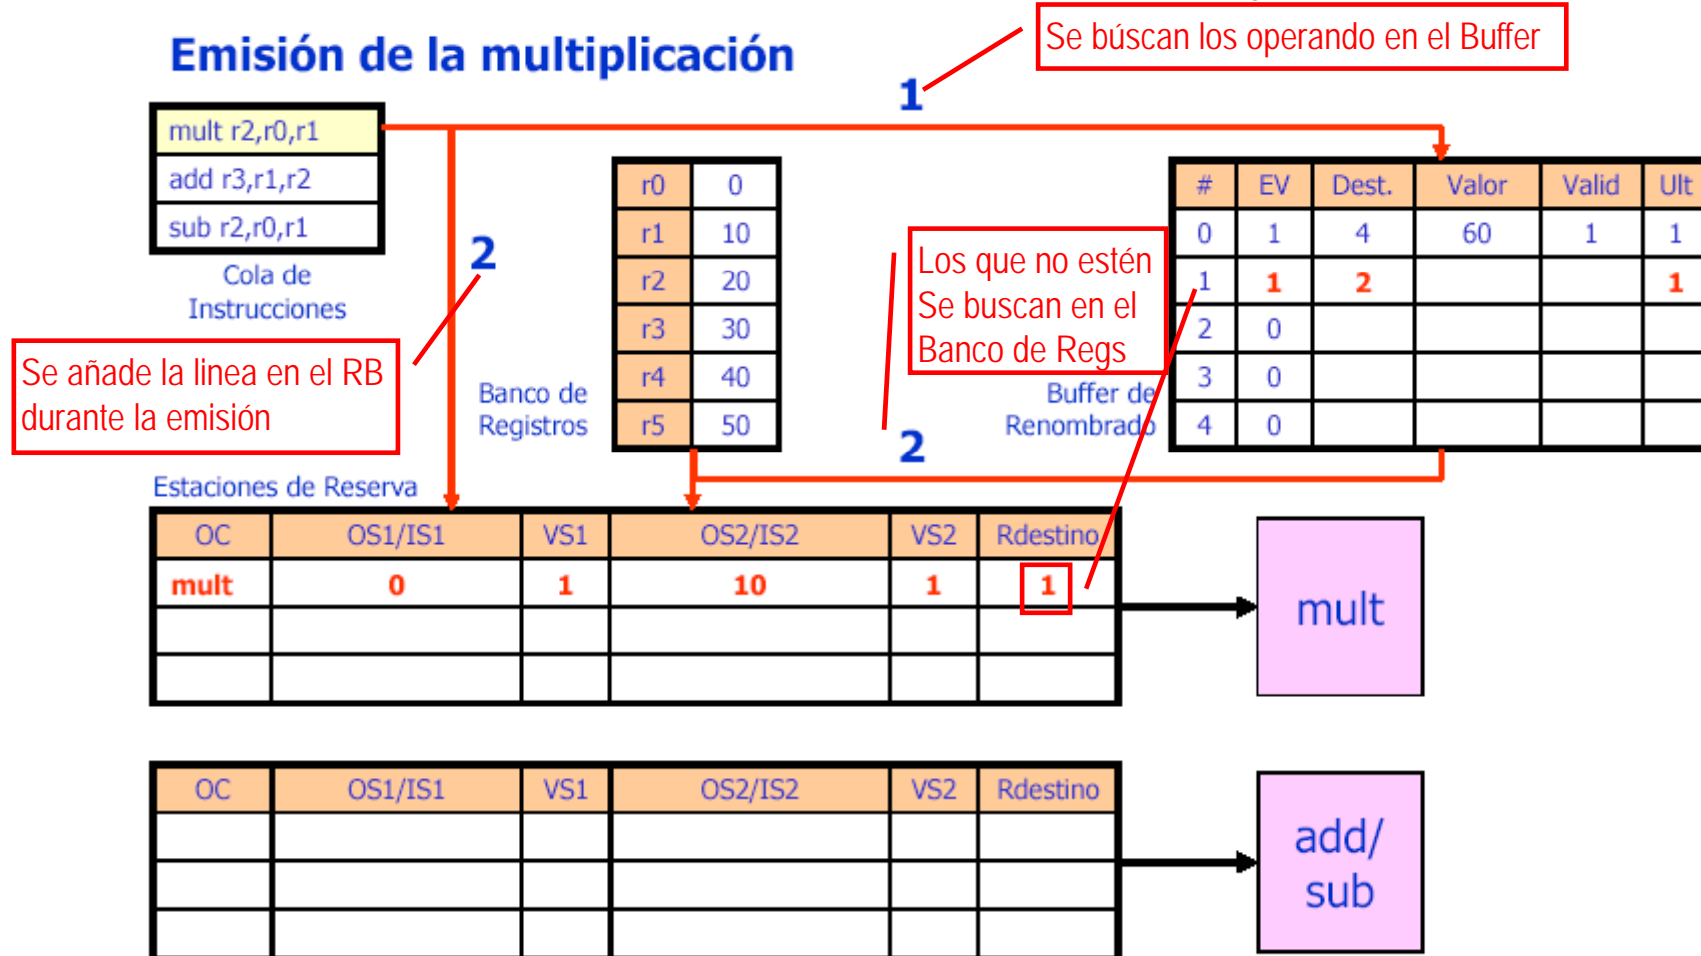 Se búscan los operando en el Buffer
Emisión de la multiplicación
1
mult r2,r0,r1
add r3,r1,r2
sub r2,r0,r1
Cola de
Instrucciones
2
Se añade la linea en el RB
durante la emisión
r0 0
r1 10
r2 20
r3 30
r4 40
r5 50
Banco de
Registros
Los que no estén
Se buscan en el
Banco de Regs
2
# EV Dest. Valor Valid Ult
0 1 4 60 1 1
1 1 2 1
2 0
3 0
4 0
Buffer de
Renombrado
Estaciones de Reserva
OC OS1/IS1 VS1 OS2/IS2 VS2 Rdestino
mult 0 1 10 1 1
mult
OC OS1/IS1 VS1 OS2/IS2 VS2 Rdestino
add/
sub